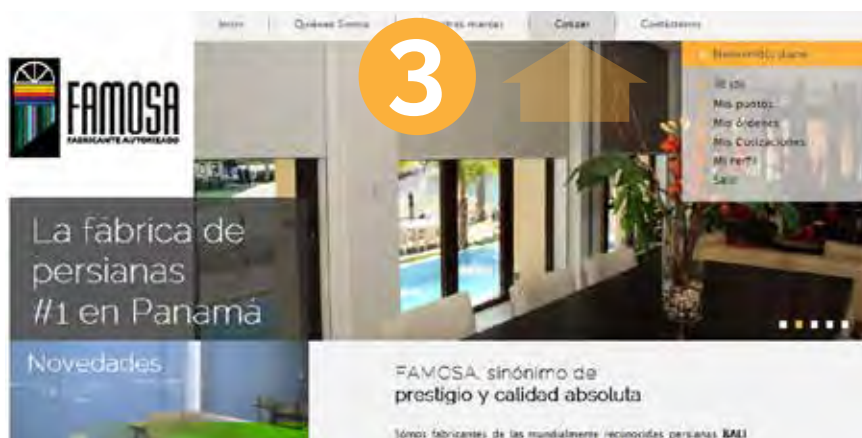 Inicio
Quiénes Somos
marcas
Cotizar
Contáctenos
3
FAMOSA
FABRICANTE AUTORIZADO
Mis puntos
Mis órdenes
Mis Cotizaciones
Mi Perfil
Salir
La fábrica de
persianas
#1 en Panamá
Novedades
FAMOSA, sinónimo de
prestigio y calidad absoluta
Somos fabricantes de las mundialmente reconocidas persianas BALI